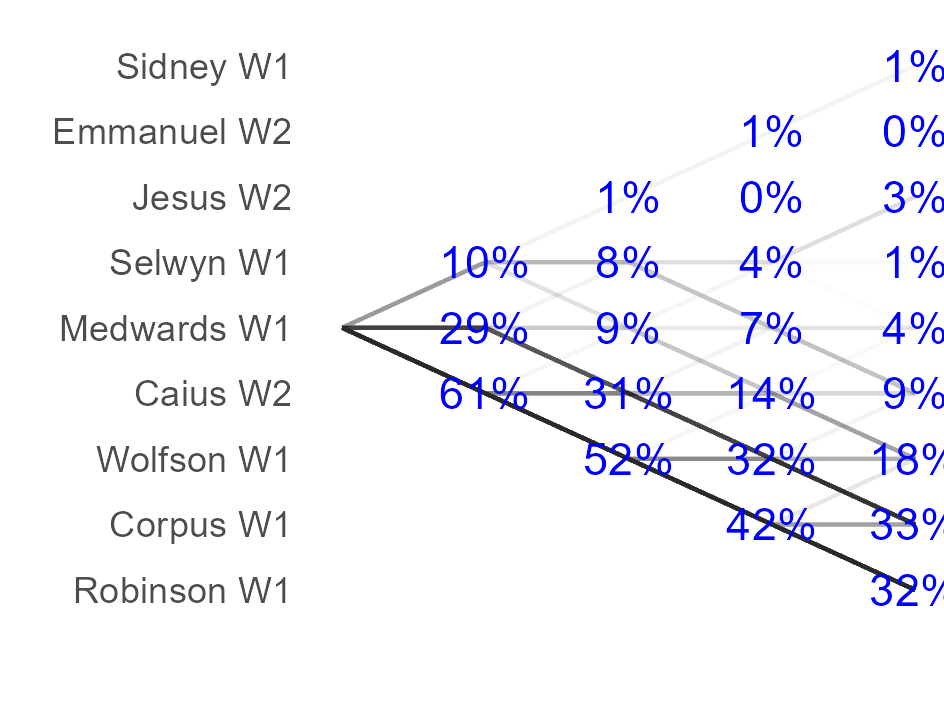 Sidney W1 1%
Emmanuel W2 1% 0%
Jesus W2 1% 0% 3%
Selwyn W1 10% 8% 4% 1%
Medwards W1 29% 9% 7% 4%
Caius W2 61% 31% 14% 9%
Wolfson W1 52% 32% 18%
Corpus W1 42% 33%
Robinson W1 32%